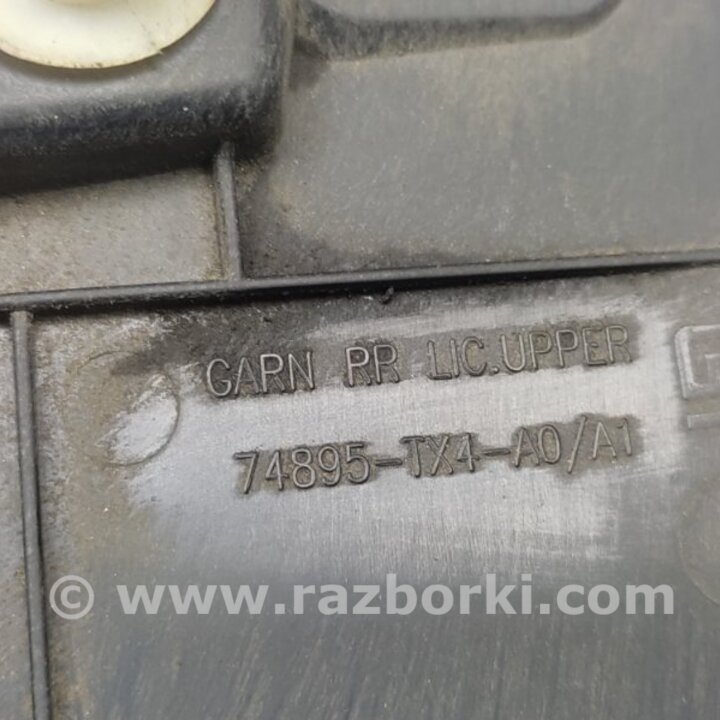 GARN RR LIC.UPPER
74895-TX4-A0/A1
© www.razborki.com